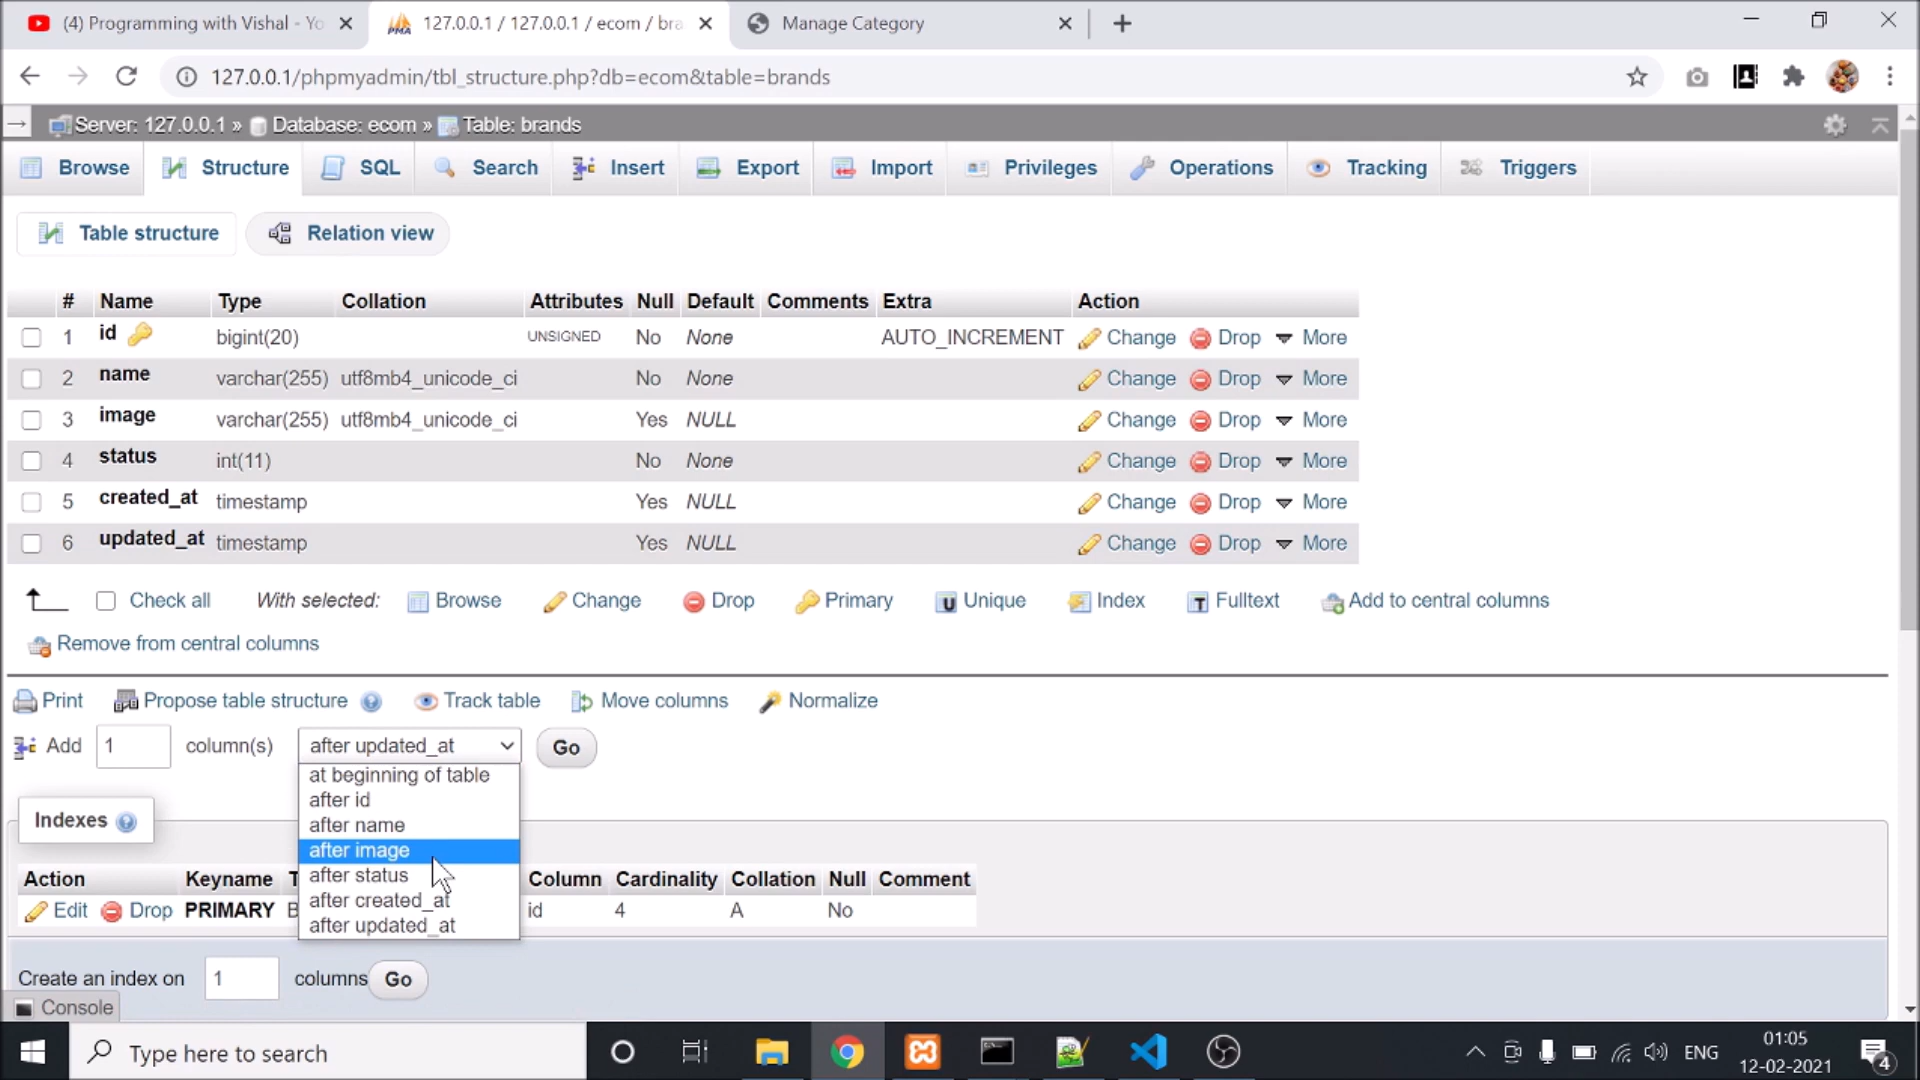 (4) Programming with Vishal - Yo
127.0.0.1 / 127.0.0.1 / ecom / bra
Manage Category
127.0.0.1/phpmyadmin/tbl_structure.php?db=ecom&table=brands
Server: 127.0.0.1 » Database: ecom » Table: brands
Browse Structure SQL Search Insert Export Import Privileges Operations Tracking Triggers
Table structure Relation view
# Name Type Collation Attributes Null Default Comments Extra Action
1 id bigint(20) UNSIGNED No None AUTO_INCREMENT Change Drop More
2 name varchar(255) utf8mb4_unicode_ci No None Change Drop More
3 image varchar(255) utf8mb4_unicode_ci Yes NULL Change Drop More
4 status int(11) No None Change Drop More
5 created_at timestamp Yes NULL Change Drop More
6 updated_at timestamp Yes NULL Change Drop More
Check all With selected: Browse Change Drop Primary Unique Index Fulltext Add to central columns
Remove from central columns
Print Propose table structure Track table Move columns Normalize
Add 1 column(s) after updated_at Go
at beginning of table
after id
after name
after image
after status
after created_at
after updated_at
Indexes
Action Keyname T Column Cardinality Collation Null Comment
Edit Drop PRIMARY B id 4 A No
Create an index on 1 columns Go
Console
Type here to search
ENG
01:05
12-02-2021
4